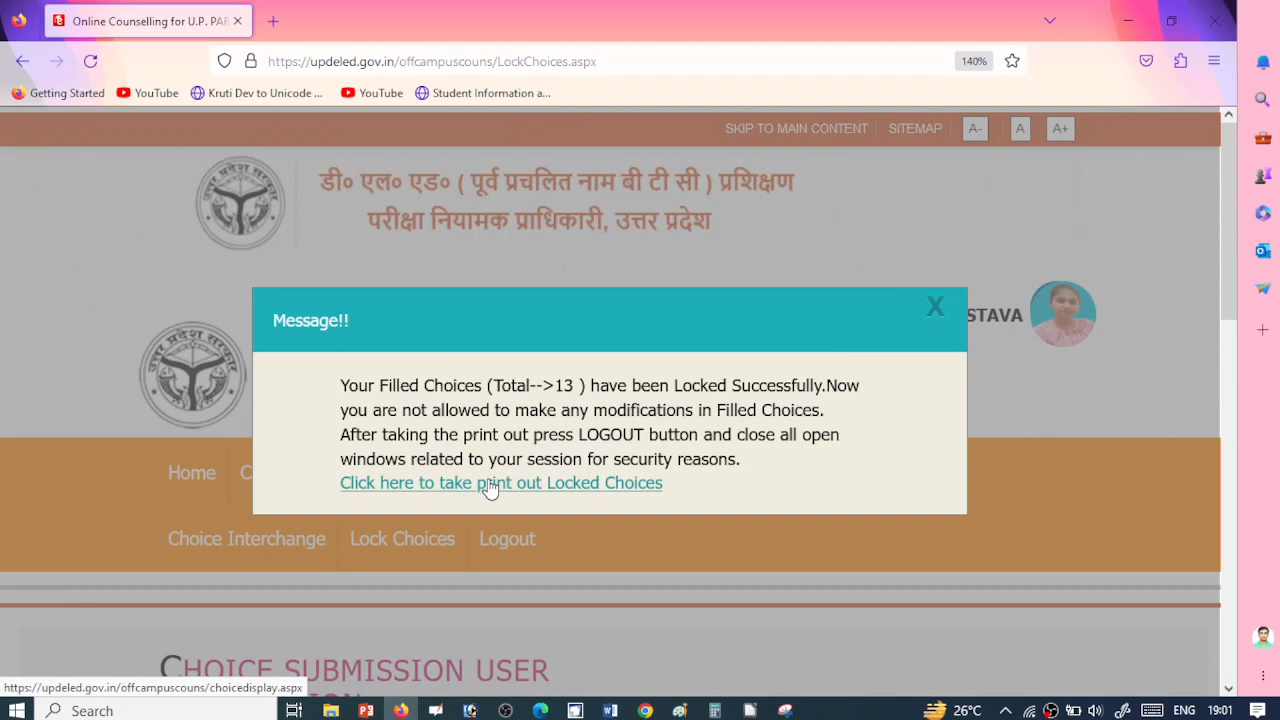 Online Counselling for U.P. PAR
https://updeled.gov.in/offcampuscouns/LockChoices.aspx
140%
Getting Started
YouTube
Kruti Dev to Unicode ...
YouTube
Student Information a...
SKIP TO MAIN CONTENT
SITEMAP
A-
A
A+
डी० एल० एड० ( पूर्व प्रचलित नाम बी टी सी ) प्रशिक्षण
परीक्षा नियामक प्राधिकारी, उत्तर प्रदेश
STAVA
Message!!
X
Your Filled Choices (Total-->13 ) have been Locked Successfully.Now
you are not allowed to make any modifications in Filled Choices.
After taking the print out press LOGOUT button and close all open
windows related to your session for security reasons.
Click here to take print out Locked Choices
Home
C
Choice Interchange
Lock Choices
Logout
CHOICE SUBMISSION USER
https://updeled.gov.in/offcampuscouns/choicedisplay.aspx
Search
26°C
ENG
19:01